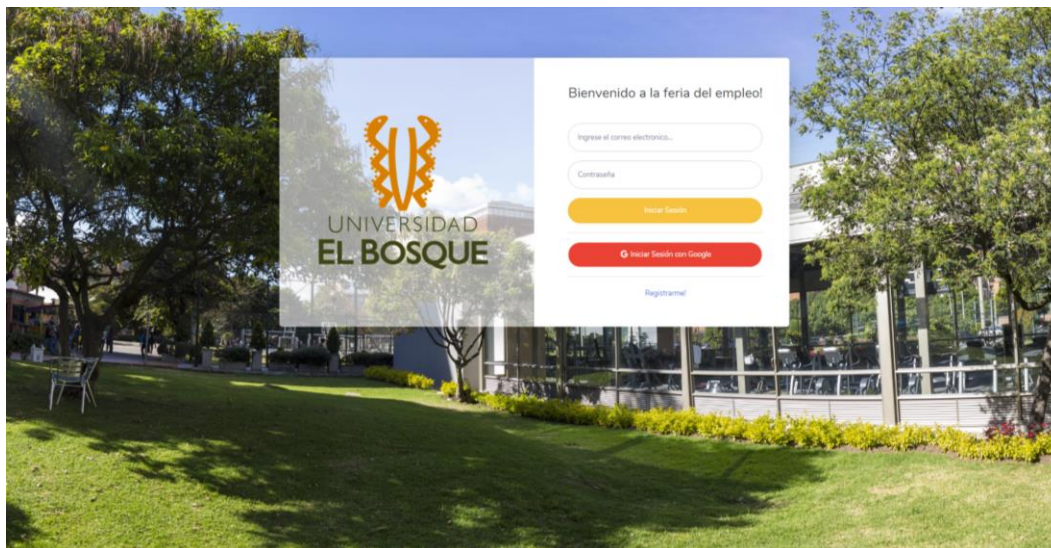 UNIVERSIDAD
EL BOSQUE
Bienvenido a la feria del empleo!
Ingrese el correo electronico...
Contraseña
Iniciar Sesión
G Iniciar Sesión con Google
Registrarme!